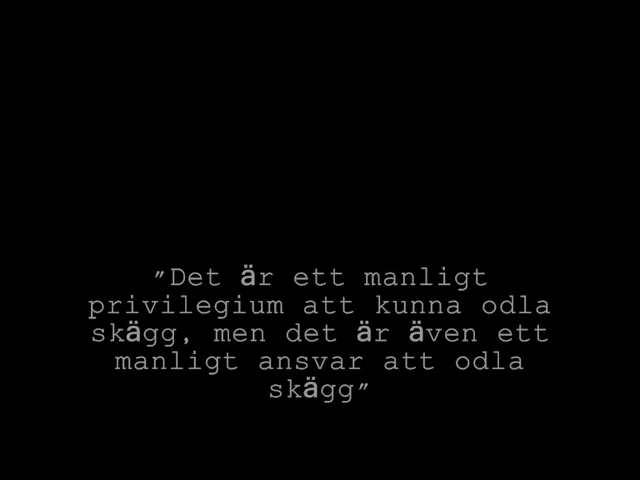 "Det är ett manligt
privilegium att kunna odla
skägg, men det är även ett
manligt ansvar att odla
skägg"